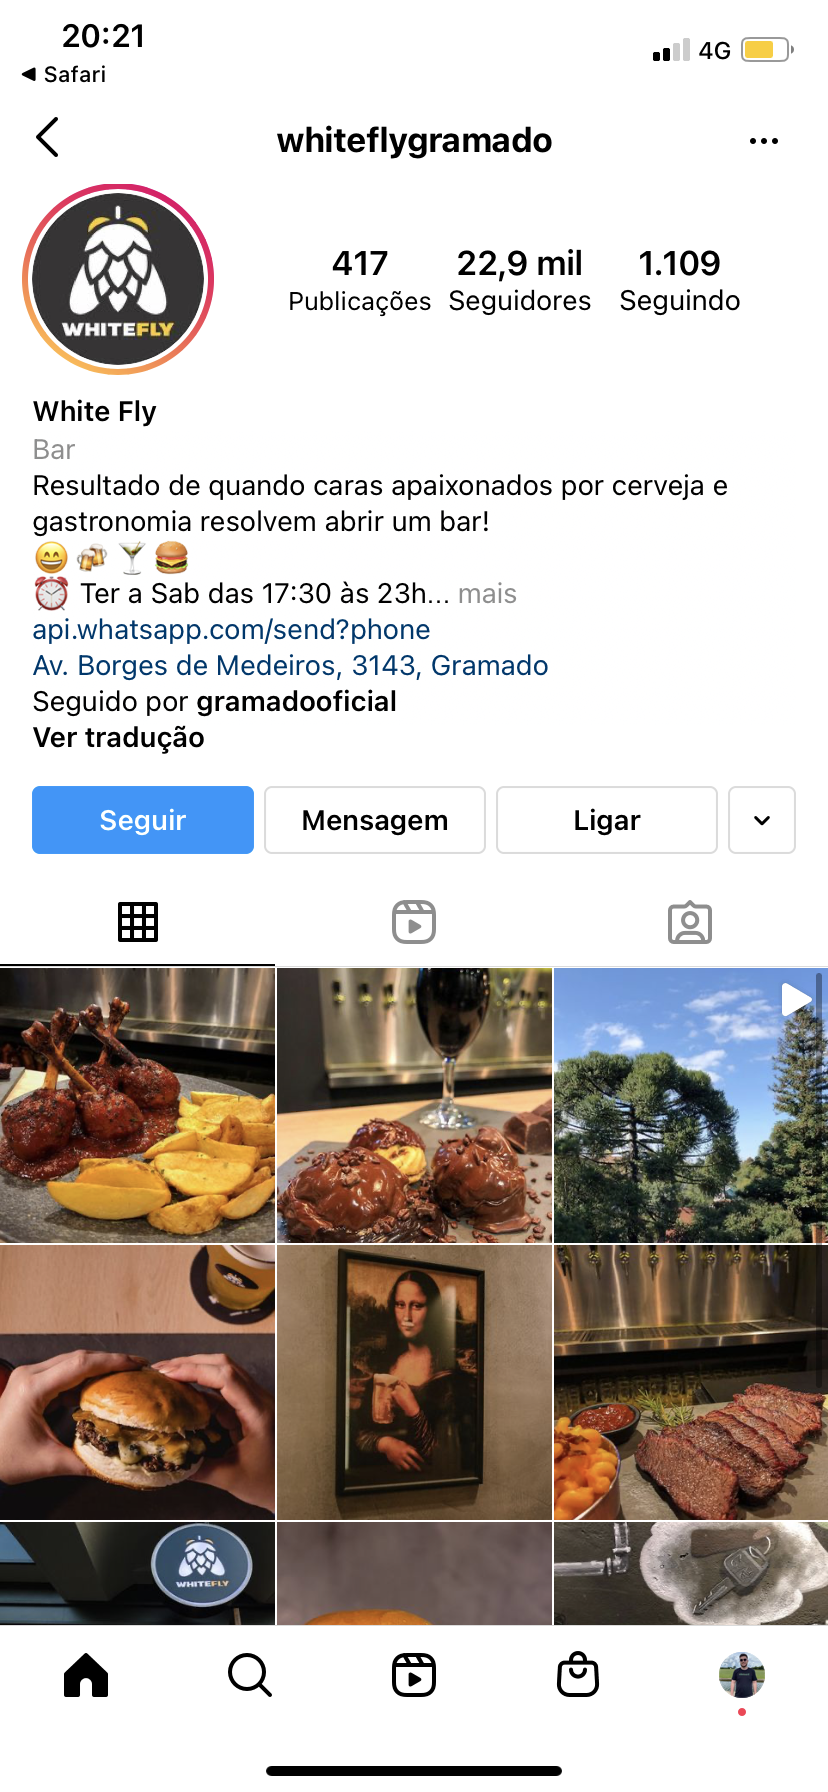 20:21
4G
Safari
whiteflygramado
WHITEFLY
417
Publicações
22,9 mil
Seguidores
1.109
Seguindo
White Fly
Bar
Resultado de quando caras apaixonados por cerveja e
gastronomia resolvem abrir um bar!
😄🍻🍸🍔
⏰ Ter a Sab das 17:30 às 23h... mais
api.whatsapp.com/send?phone
Av. Borges de Medeiros, 3143, Gramado
Seguido por gramadooficial
Ver tradução
Seguir
Mensagem
Ligar
WHITEFLY